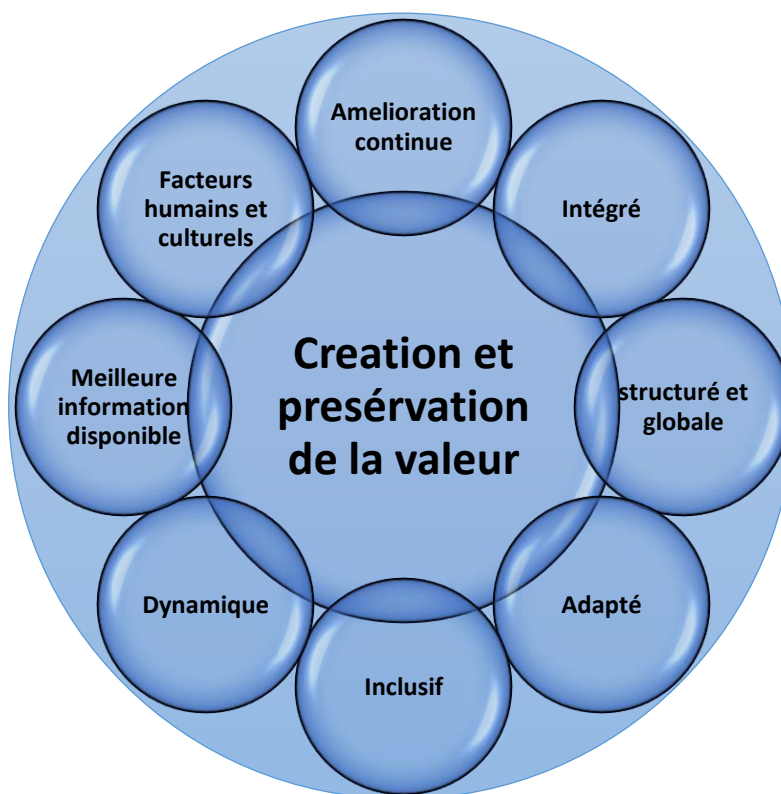 Amelioration
continue
Intégré
structuré et
globale
Adapté
Inclusif
Dynamique
Meilleure
information
disponible
Facteurs
humains et
culturels
Creation et
presérvation
de la valeur